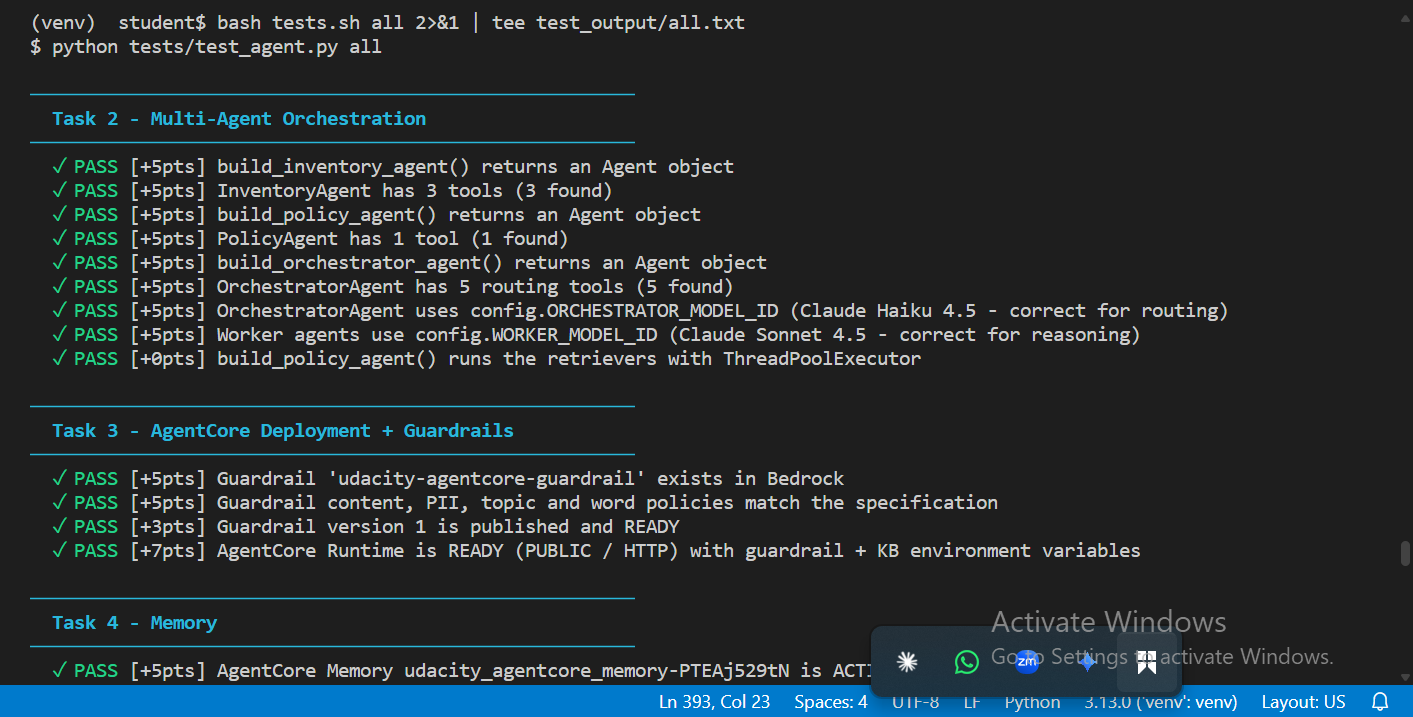 (venv)  student$ bash tests.sh all 2>&1 | tee test_output/all.txt
$ python tests/test_agent.py all
Task 2 - Multi-Agent Orchestration
✓ PASS [+5pts] build_inventory_agent() returns an Agent object
✓ PASS [+5pts] InventoryAgent has 3 tools (3 found)
✓ PASS [+5pts] build_policy_agent() returns an Agent object
✓ PASS [+5pts] PolicyAgent has 1 tool (1 found)
✓ PASS [+5pts] build_orchestrator_agent() returns an Agent object
✓ PASS [+5pts] OrchestratorAgent has 5 routing tools (5 found)
✓ PASS [+5pts] OrchestratorAgent uses config.ORCHESTRATOR_MODEL_ID (Claude Haiku 4.5 - correct for routing)
✓ PASS [+5pts] Worker agents use config.WORKER_MODEL_ID (Claude Sonnet 4.5 - correct for reasoning)
✓ PASS [+0pts] build_policy_agent() runs the retrievers with ThreadPoolExecutor
Task 3 - AgentCore Deployment + Guardrails
✓ PASS [+5pts] Guardrail 'udacity-agentcore-guardrail' exists in Bedrock
✓ PASS [+5pts] Guardrail content, PII, topic and word policies match the specification
✓ PASS [+3pts] Guardrail version 1 is published and READY
✓ PASS [+7pts] AgentCore Runtime is READY (PUBLIC / HTTP) with guardrail + KB environment variables
Task 4 - Memory
✓ PASS [+5pts] AgentCore Memory udacity_agentcore_memory-PTEAj529tN is
Activate Windows
Go to Settings to activate Windows.
zm
Ln 393, Col 23 Spaces: 4 UTF-8 LF Python 3.13.0 ('venv': venv) Layout: US